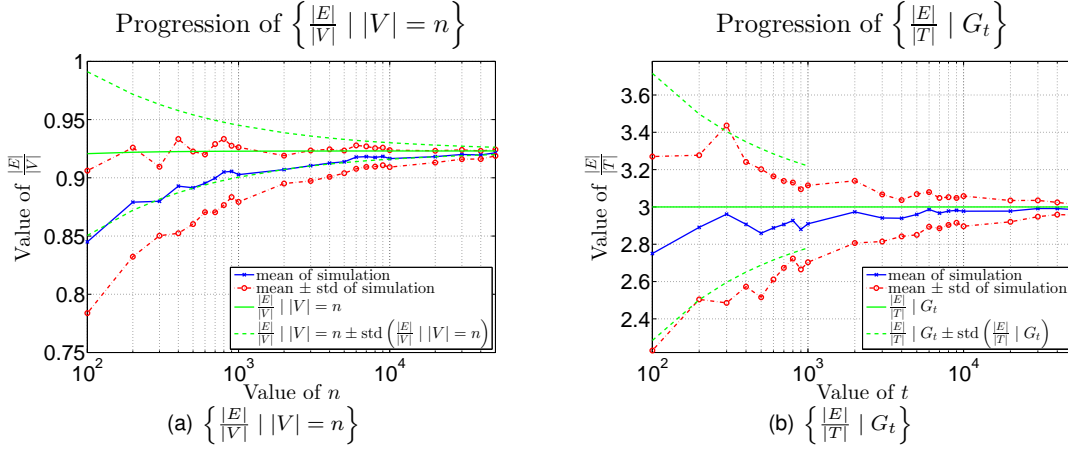 Progression of { |E|/|V| | |V| = n }
1
0.95
0.9
0.85
0.8
0.75
Value of |E|/|V|
mean of simulation
mean ± std of simulation
|E|/|V| | |V| = n
|E|/|V| | |V| = n ± std ( |E|/|V| | |V| = n )
10^2 10^3 10^4
Value of n
(a) { |E|/|V| | |V| = n }
Progression of { |E|/|T| | G_t }
3.6
3.4
3.2
3
2.8
2.6
2.4
Value of |E|/|T|
mean of simulation
mean ± std of simulation
|E|/|T| | G_t
|E|/|T| | G_t ± std ( |E|/|T| | G_t )
10^2 10^3 10^4
Value of t
(b) { |E|/|T| | G_t }